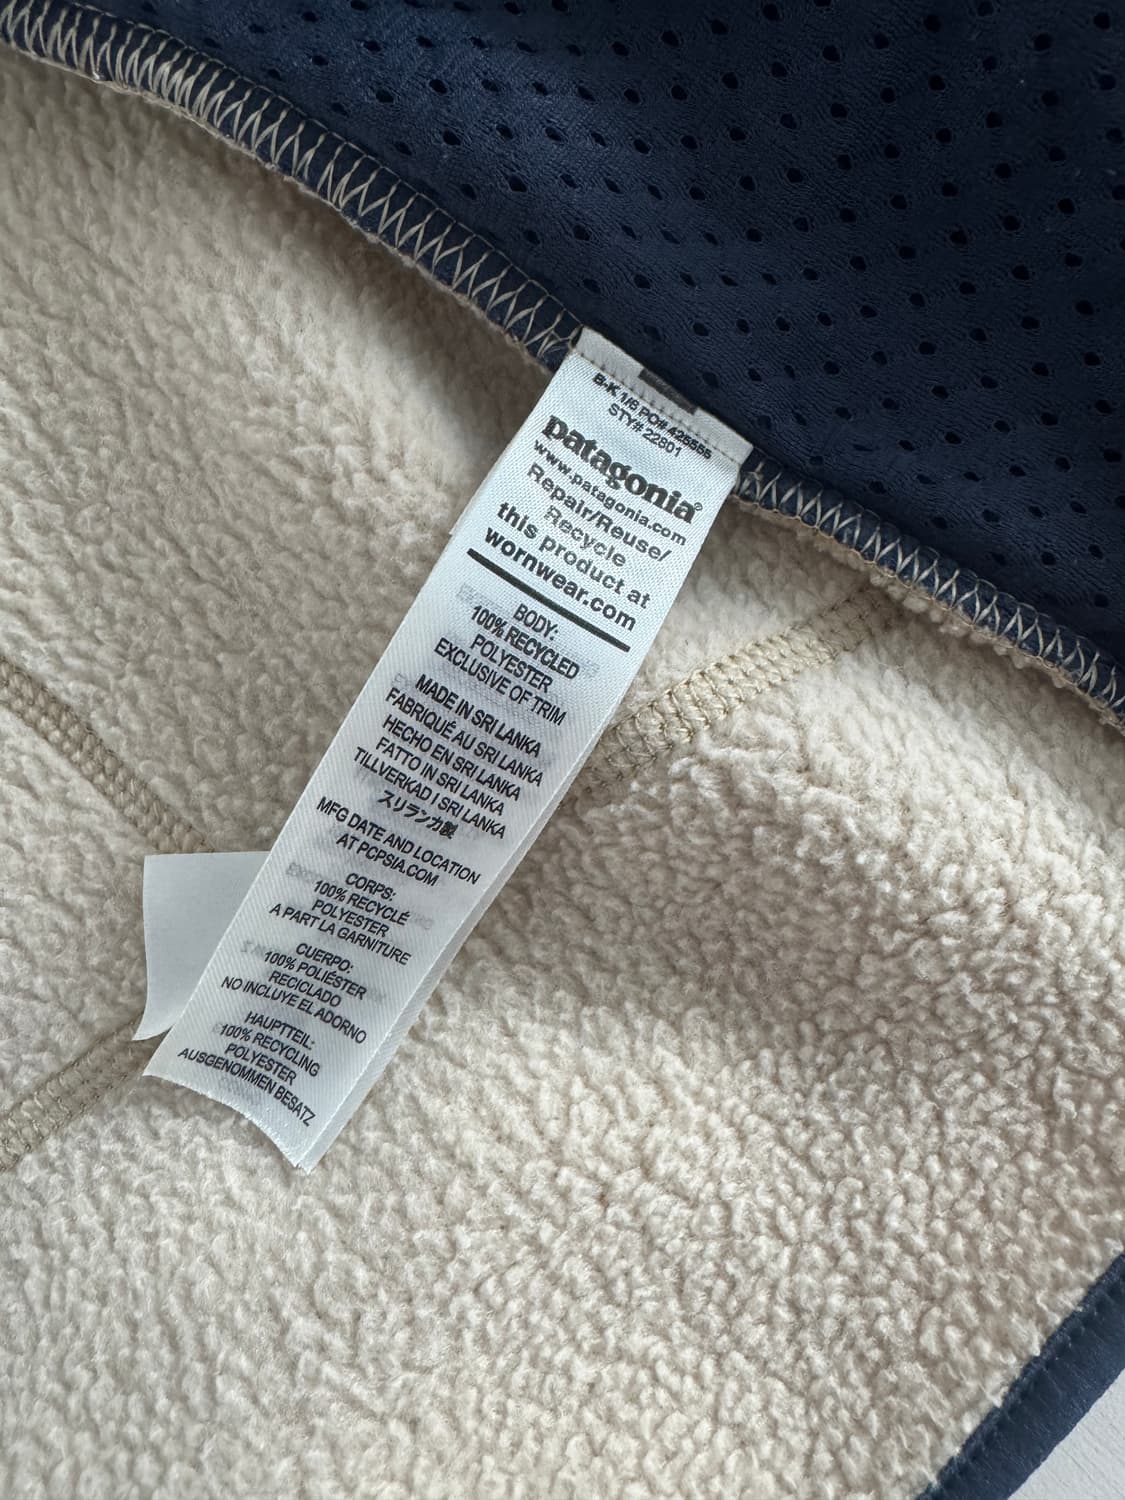 B-K 1/6 PO# 425555
STY# 22801
patagonia®
www.patagonia.com
Repair/Reuse/
Recycle
this product at
wornwear.com
BODY:
100% RECYCLED
POLYESTER
EXCLUSIVE OF TRIM
MADE IN SRI LANKA
FABRIQUÉ AU SRI LANKA
HECHO EN SRI LANKA
FATTO IN SRI LANKA
TILLVERKAD I SRI LANKA
スリランカ製
MFG DATE AND LOCATION
AT PCPSIA.COM
CORPS:
100% RECYCLÉ
POLYESTER
A PART LA GARNITURE
CUERPO:
100% POLIÉSTER
RECICLADO
NO INCLUYE EL ADORNO
HAUPTTEIL:
100% RECYCLING
POLYESTER
AUSGENOMMEN BESATZ